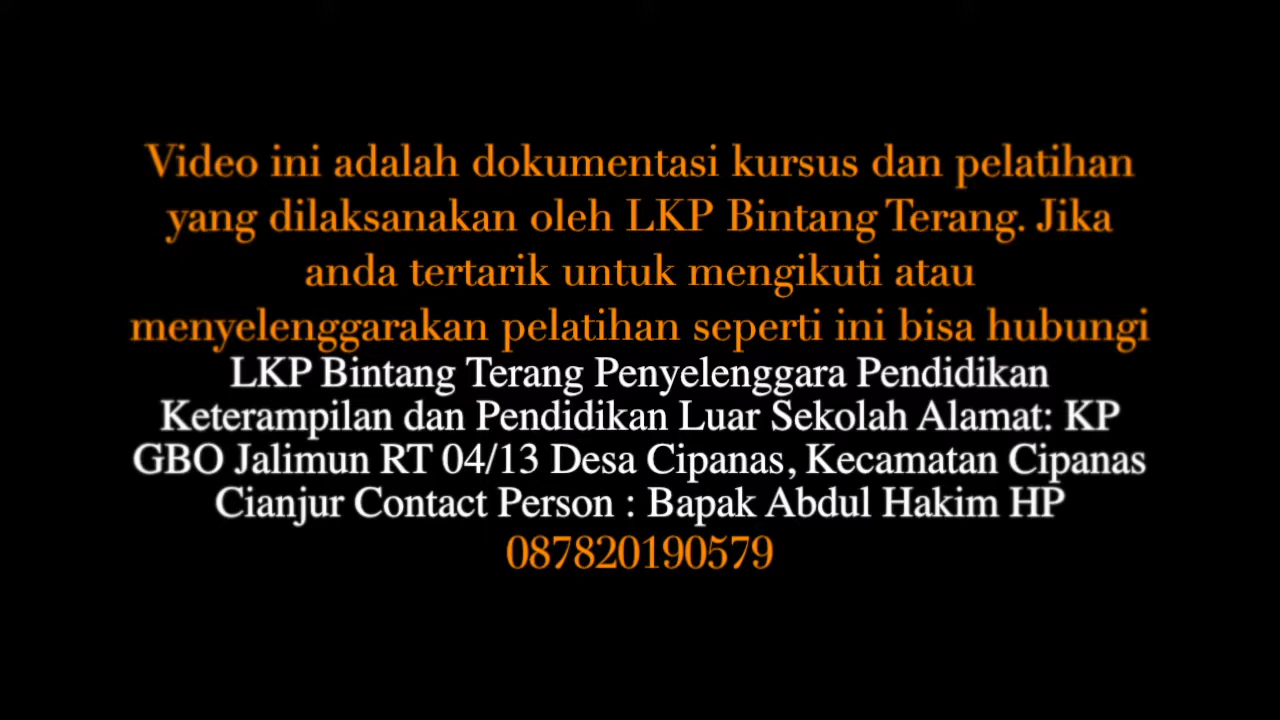 Video ini adalah dokumentasi kursus dan pelatihan
yang dilaksanakan oleh LKP Bintang Terang. Jika
anda tertarik untuk mengikuti atau
menyelenggarakan pelatihan seperti ini bisa hubungi
LKP Bintang Terang Penyelenggara Pendidikan
Keterampilan dan Pendidikan Luar Sekolah Alamat: KP
GBO Jalimun RT 04/13 Desa Cipanas, Kecamatan Cipanas
Cianjur Contact Person : Bapak Abdul Hakim HP
087820190579